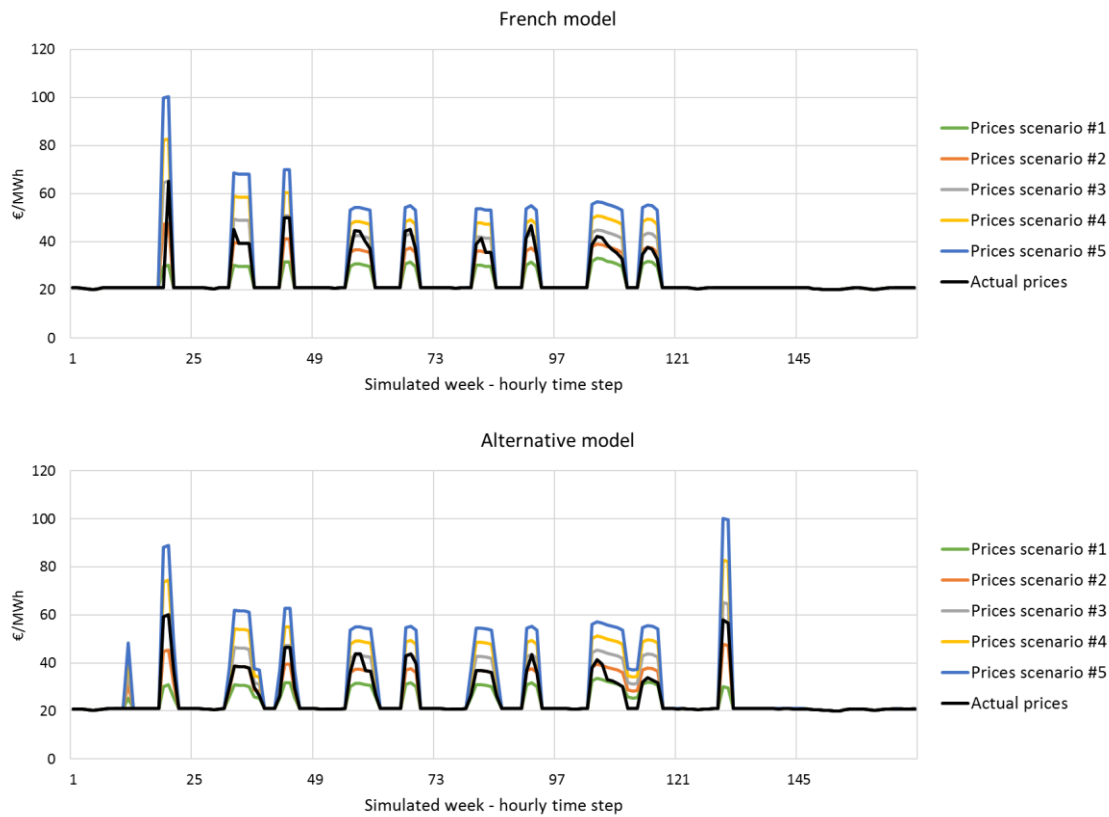 French model
120
100
80
60
40
20
0
€/MWh
1 25 49 73 97 121 145
Simulated week - hourly time step
Prices scenario #1
Prices scenario #2
Prices scenario #3
Prices scenario #4
Prices scenario #5
Actual prices
Alternative model
120
100
80
60
40
20
0
€/MWh
1 25 49 73 97 121 145
Simulated week - hourly time step
Prices scenario #1
Prices scenario #2
Prices scenario #3
Prices scenario #4
Prices scenario #5
Actual prices